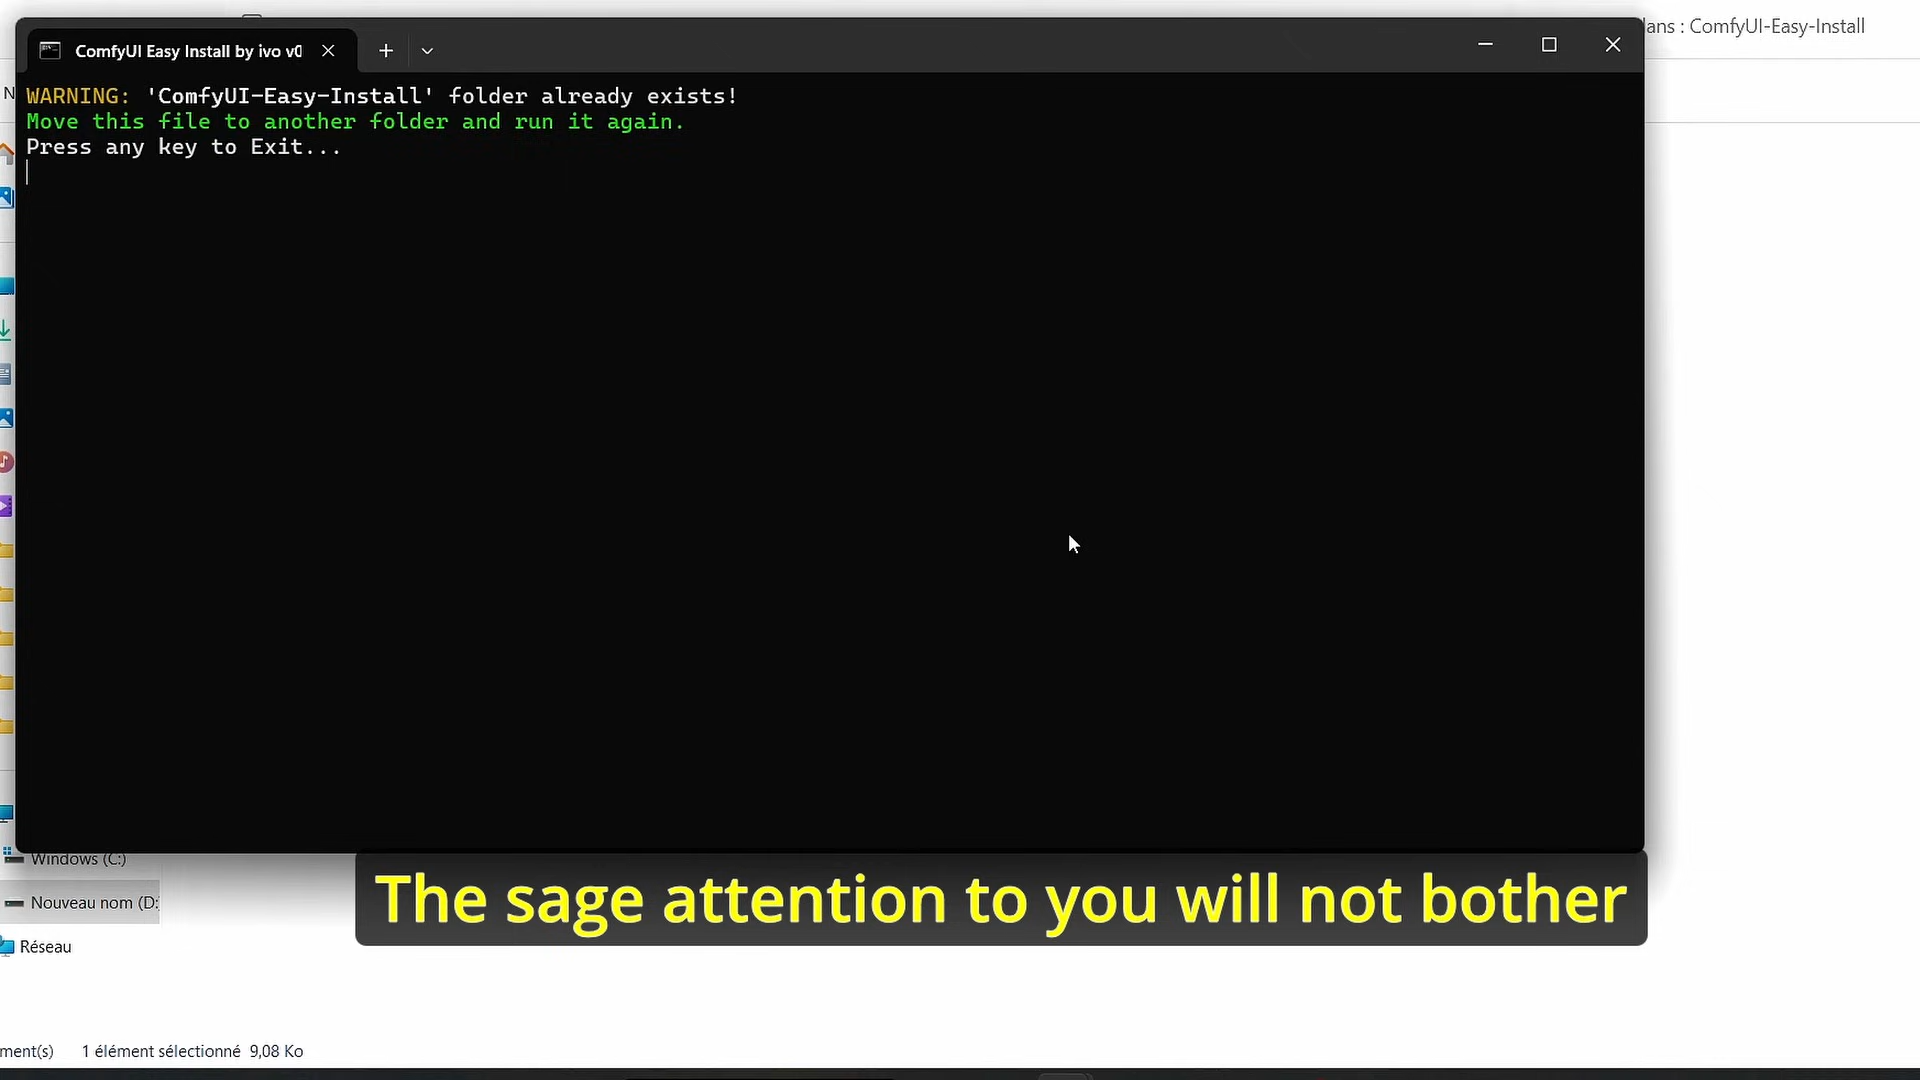 ans : ComfyUI-Easy-Install
ComfyUI Easy Install by ivo v0
WARNING: 'ComfyUI-Easy-Install' folder already exists!
Move this file to another folder and run it again.
Press any key to Exit...
N
Windows (C:)
Nouveau nom (D:
Réseau
The sage attention to you will not bother
ment(s) 1 élément sélectionné 9,08 Ko